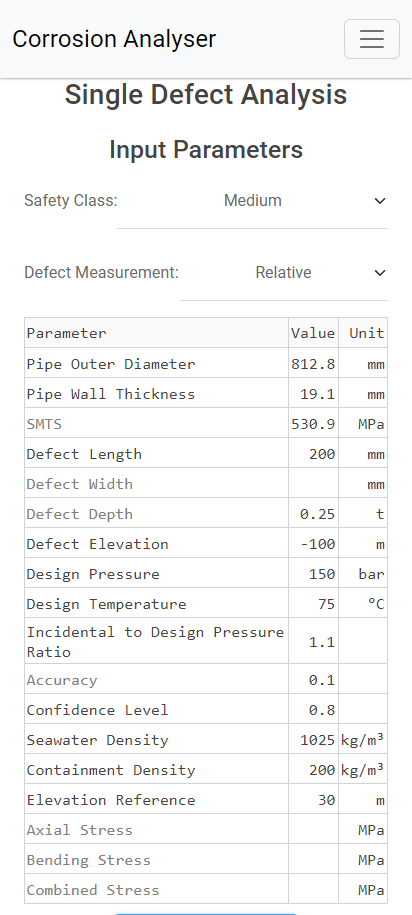 Corrosion Analyser
Single Defect Analysis
Input Parameters
Safety Class: Medium
Defect Measurement: Relative
Parameter Value Unit
Pipe Outer Diameter 812.8 mm
Pipe Wall Thickness 19.1 mm
SMTS 530.9 MPa
Defect Length 200 mm
Defect Width mm
Defect Depth 0.25 t
Defect Elevation -100 m
Design Pressure 150 bar
Design Temperature 75 °C
Incidental to Design Pressure
Ratio 1.1
Accuracy 0.1
Confidence Level 0.8
Seawater Density 1025 kg/m³
Containment Density 200 kg/m³
Elevation Reference 30 m
Axial Stress MPa
Bending Stress MPa
Combined Stress MPa